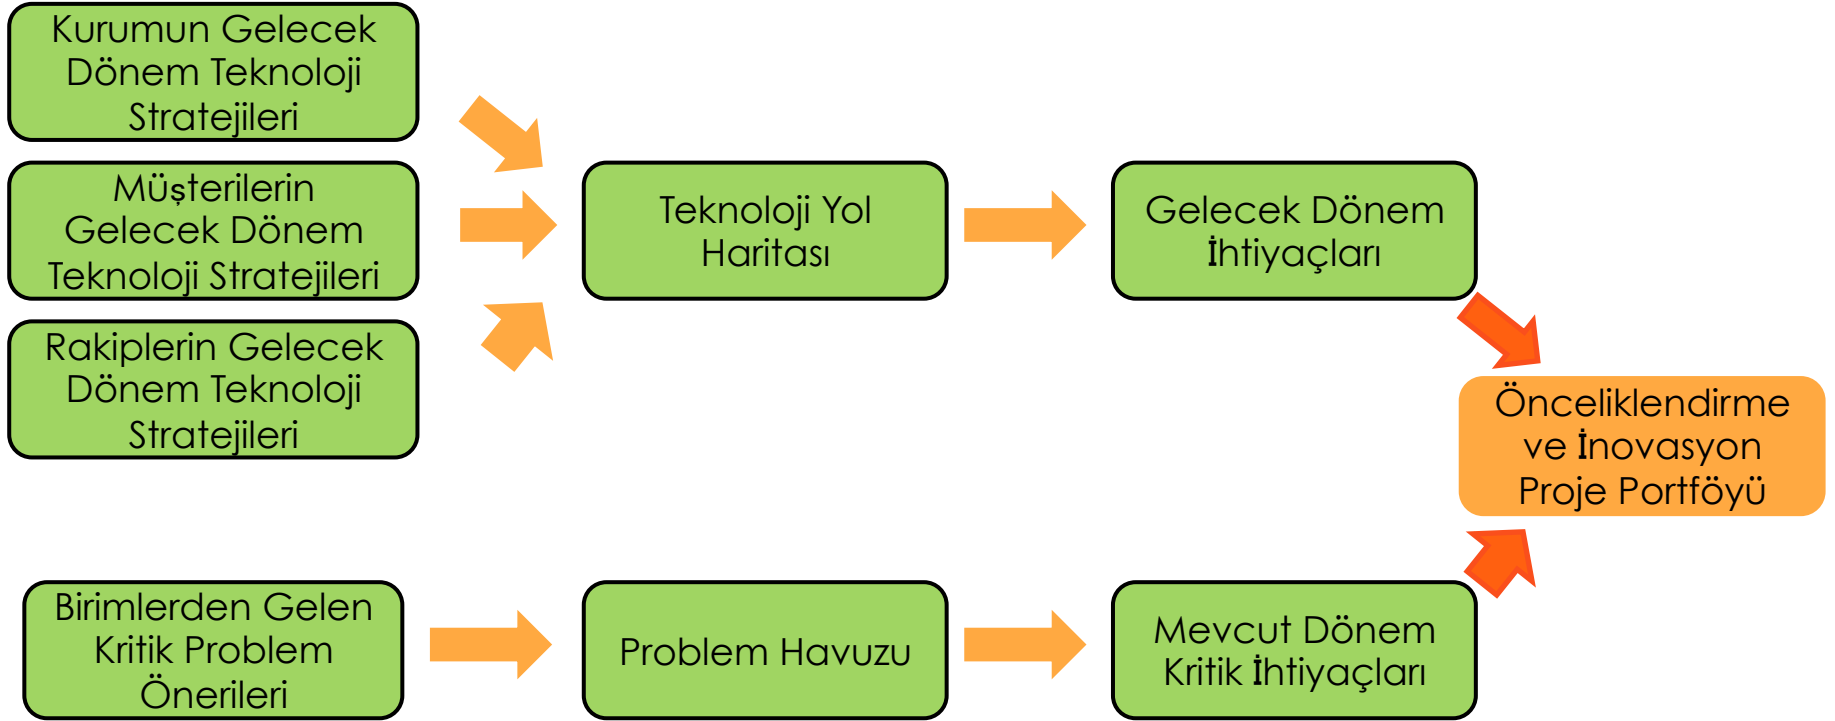 Kurumun Gelecek
Dönem Teknoloji
Stratejileri
Müşterilerin
Gelecek Dönem
Teknoloji Stratejileri
Rakiplerin Gelecek
Dönem Teknoloji
Stratejileri
Teknoloji Yol
Haritası
Gelecek Dönem
İhtiyaçları
Önceliklendirme
ve İnovasyon
Proje Portföyü
Birimlerden Gelen
Kritik Problem
Önerileri
Problem Havuzu
Mevcut Dönem
Kritik İhtiyaçları